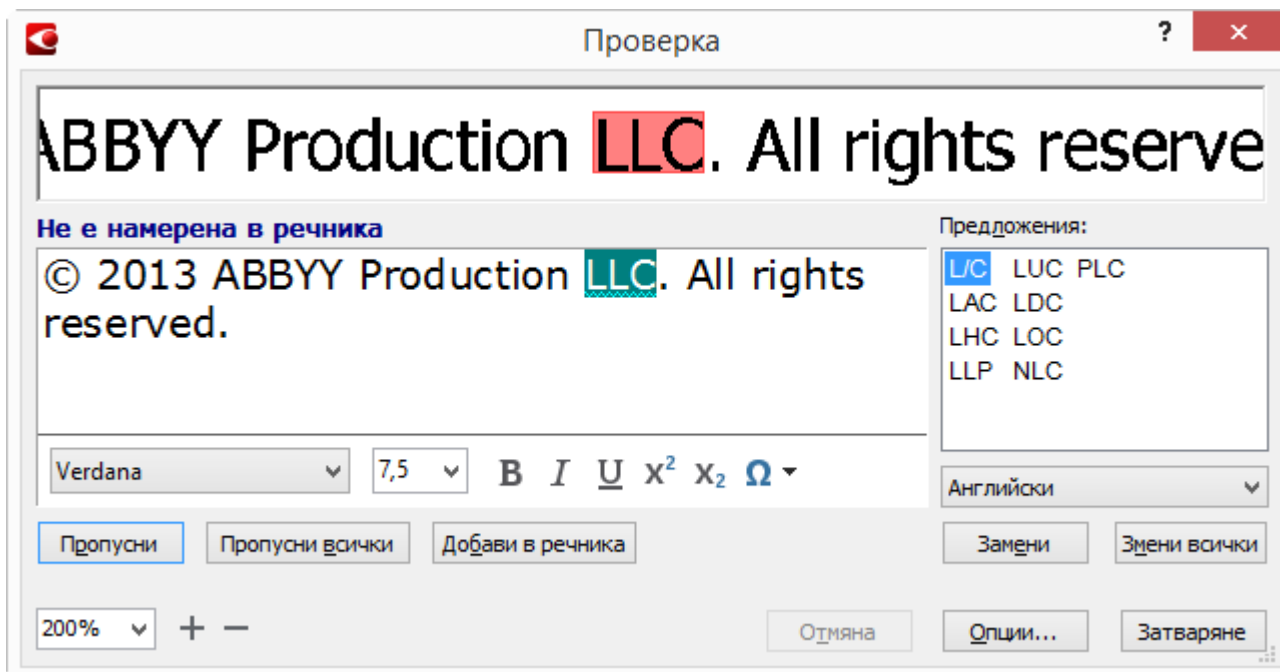 Проверка
?
ABBYY Production LLC. All rights reserve
Не е намерена в речника
Предложения:
© 2013 ABBYY Production LLC. All rights
reserved.
L/C LUC PLC
LAC LDC
LHC LOC
LLP NLC
Verdana 7,5 B I U X² X₂ Ω
Английски
Пропусни Пропусни всички Добави в речника Замени Змени всички
200% + − Отмяна Опции... Затваряне